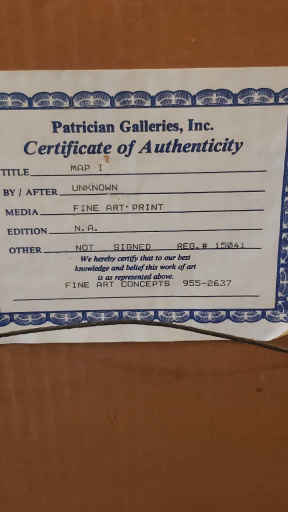 Patrician Galleries, Inc.
Certificate of Authenticity
TITLE MAP I
BY / AFTER UNKNOWN
MEDIA FINE ART PRINT
EDITION N.A.
OTHER NOT SIGNED REG.# 15041
We hereby certify that to our best
knowledge and belief this work of art
is as represented above.
FINE ART CONCEPTS 955-2637